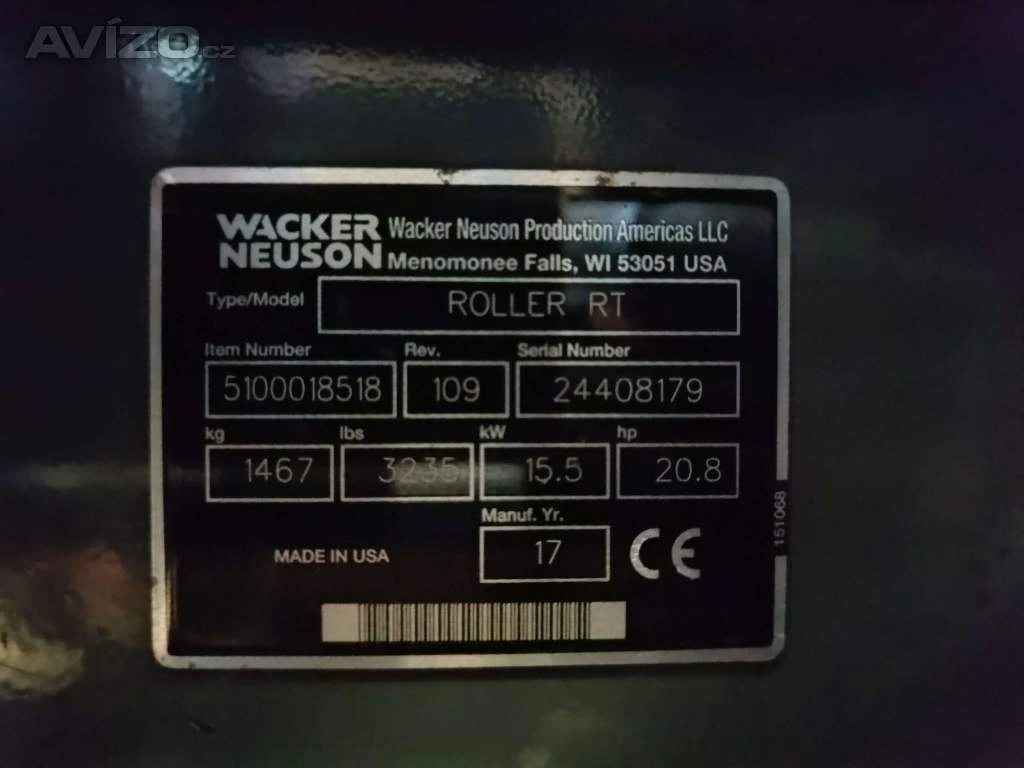 AVÍZO.cz
WACKER NEUSON
Wacker Neuson Production Americas LLC
Menomonee Falls, WI 53051 USA
Type/Model ROLLER RT
Item Number Rev. Serial Number
5100018518 109 24408179
kg lbs kW hp
1467 3235 15.5 20.8
Manuf. Yr.
MADE IN USA 17 CE
151068